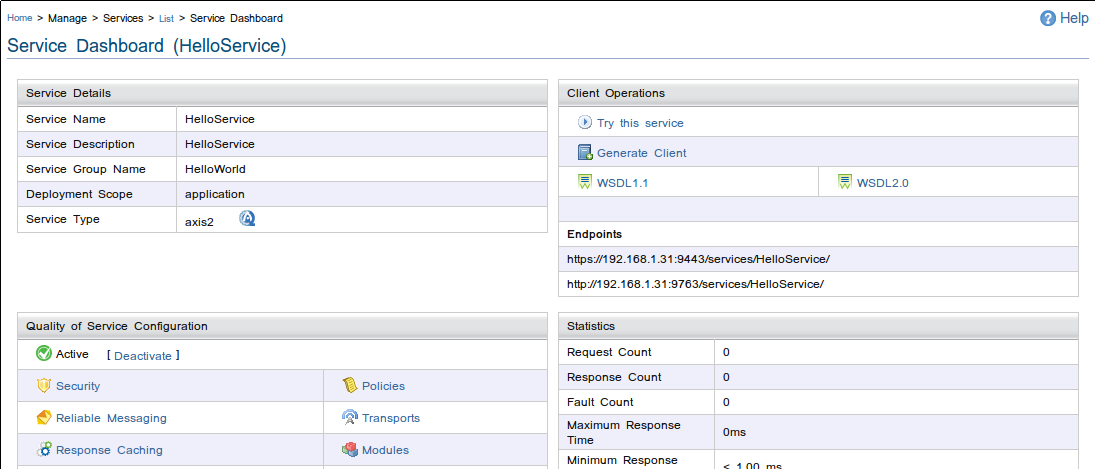 Home > Manage > Services > List > Service Dashboard
Help
Service Dashboard (HelloService)
Service Details
Service Name HelloService
Service Description HelloService
Service Group Name HelloWorld
Deployment Scope application
Service Type axis2
Client Operations
Try this service
Generate Client
WSDL1.1 WSDL2.0
Endpoints
https://192.168.1.31:9443/services/HelloService/
http://192.168.1.31:9763/services/HelloService/
Quality of Service Configuration
Active [ Deactivate ]
Security Policies
Reliable Messaging Transports
Response Caching Modules
Statistics
Request Count 0
Response Count 0
Fault Count 0
Maximum Response
Time 0ms
Minimum Response
< 1.00 ms